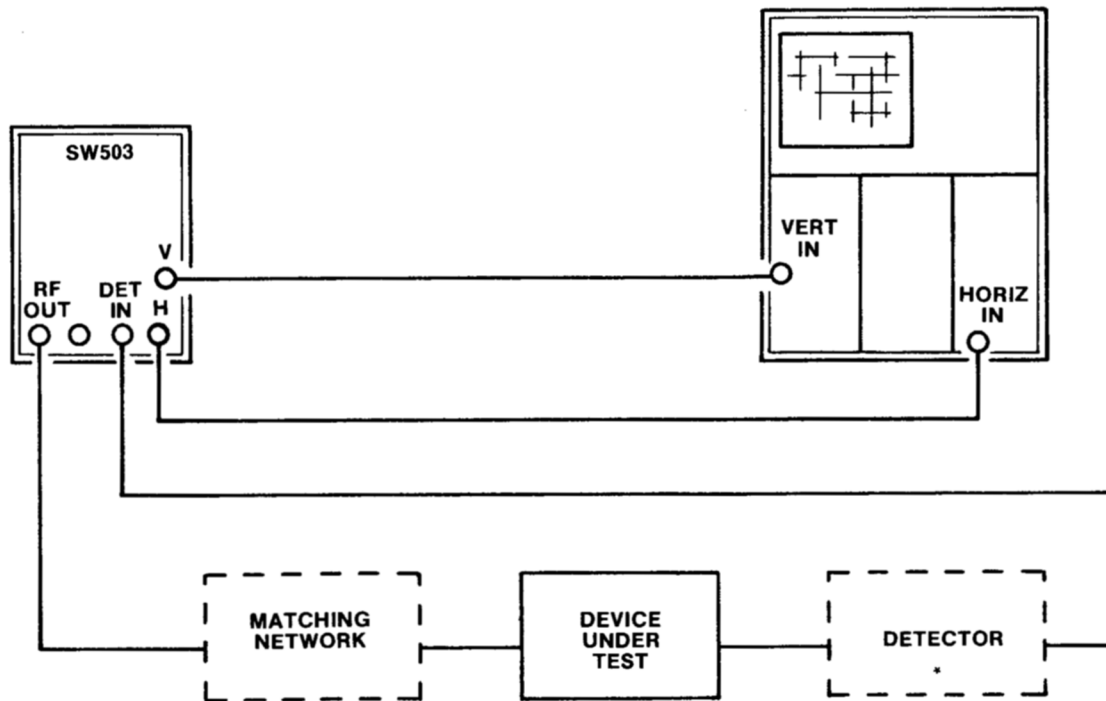 SW503
V
RF
OUT
DET
IN
H
VERT
IN
HORIZ
IN
MATCHING
NETWORK
DEVICE
UNDER
TEST
DETECTOR
*